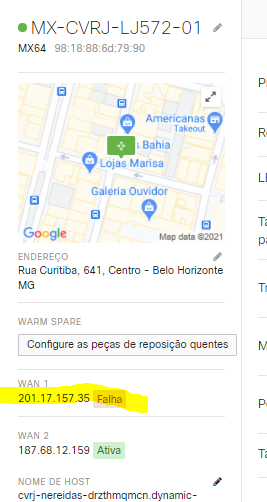 MX-CVRJ-LJ572-01
MX64 98:18:88:6d:79:90
Americanas
Takeout
s Bahia
Lojas Marisa
Galeria Ouvidor
Google
Map data ©2021
ENDEREÇO
Rua Curitiba, 641, Centro - Belo Horizonte
MG
WARM SPARE
Configure as peças de reposição quentes
WAN 1
201.17.157.35 Falha
WAN 2
187.68.12.159 Ativa
NOME DE HOST
cvrj-nereidas-drzthmqmcn.dynamic-
Pi
R
LE
Ta
pa
Tr
M
Po
Ta